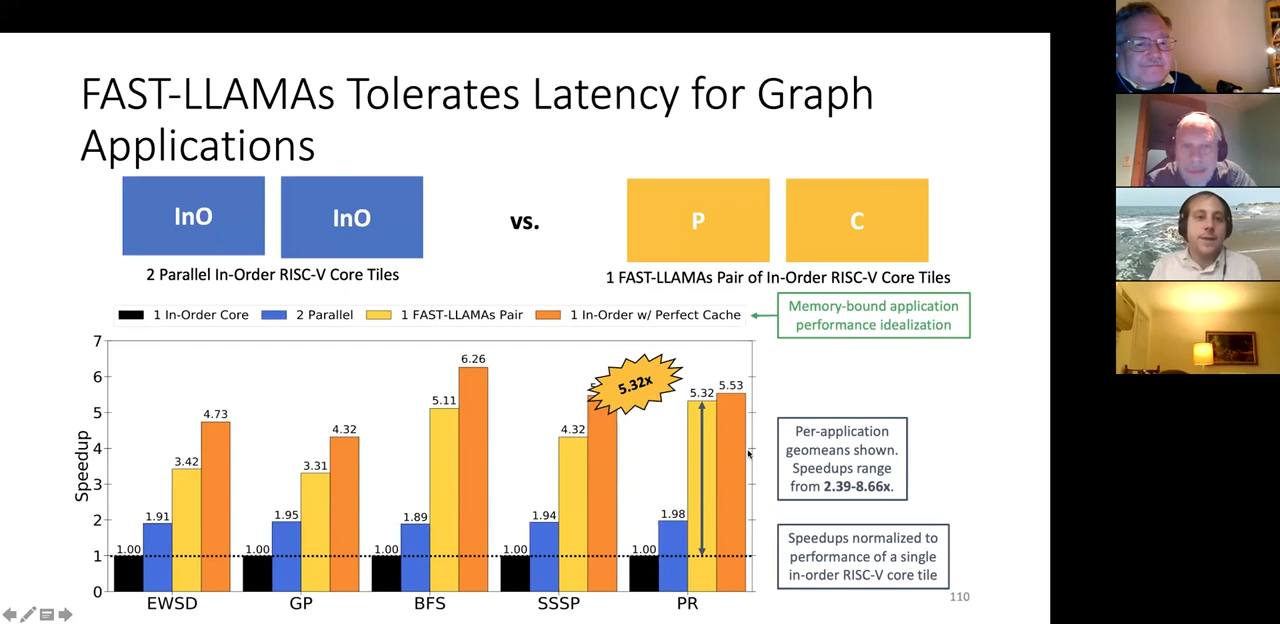 FAST-LLAMAs Tolerates Latency for Graph
Applications
InO
InO
vs.
P
C
2 Parallel In-Order RISC-V Core Tiles
1 FAST-LLAMAs Pair of In-Order RISC-V Core Tiles
1 In-Order Core
2 Parallel
1 FAST-LLAMAs Pair
1 In-Order w/ Perfect Cache
Memory-bound application
performance idealization
Speedup
7
6
5
4
3
2
1
0
1.00
1.91
3.42
4.73
1.00
1.95
3.31
4.32
1.00
1.89
5.11
6.26
1.00
1.94
4.32
5.32x
1.00
1.98
5.32
5.53
EWSD
GP
BFS
SSSP
PR
Per-application
geomeans shown.
Speedups range
from 2.39-8.66x.
Speedups normalized to
performance of a single
in-order RISC-V core tile
110